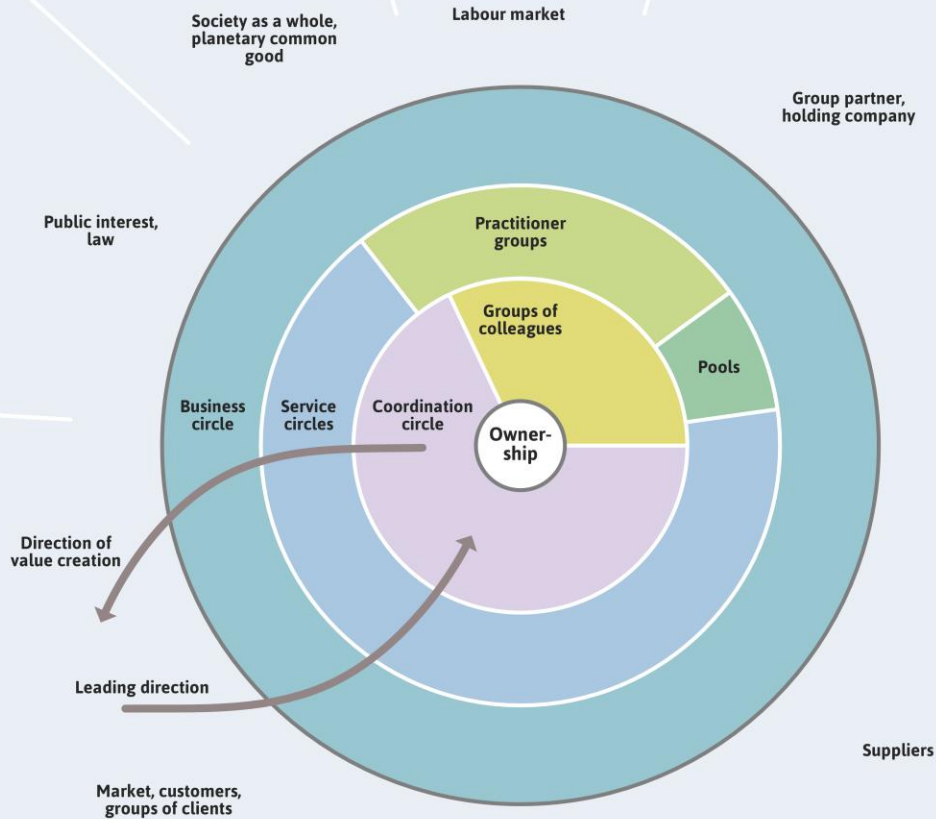 Labour market
Society as a whole,
planetary common
good
Group partner,
holding company
Public interest,
law
Practitioner
groups
Groups of
colleagues
Pools
Business
circle
Service
circles
Coordination
circle
Owner-
ship
Direction of
value creation
Leading direction
Suppliers
Market, customers,
groups of clients